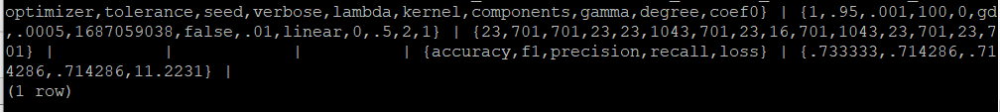 optimizer,tolerance,seed,verbose,lambda,kernel,components,gamma,degree,coef0} | {1,.95,.001,100,0,gd
,.0005,1687059038,false,.01,linear,0,.5,2,1} | {23,701,701,23,23,1043,701,23,16,701,1043,23,701,23,7
01} |            |            |            | {accuracy,f1,precision,recall,loss} | {.733333,.714286,.71
4286,.714286,11.2231} |
(1 row)